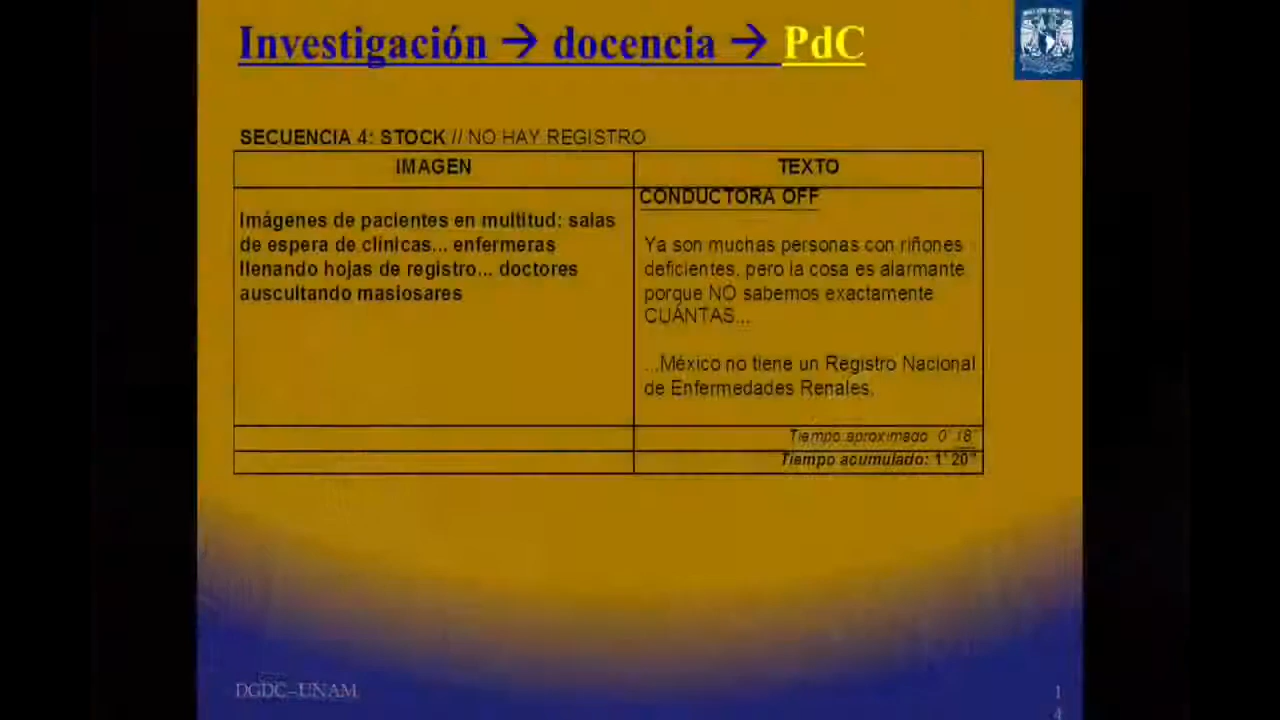 Investigación → docencia → PdC
SECUENCIA 4: STOCK // NO HAY REGISTRO
IMAGEN
TEXTO
Imágenes de pacientes en multitud: salas
de espera de clínicas... enfermeras
llenando hojas de registro... doctores
auscultando masiosares
CONDUCTORA OFF
Ya son muchas personas con riñones
deficientes, pero la cosa es alarmante
porque NO sabemos exactamente
CUÁNTAS...
...México no tiene un Registro Nacional
de Enfermedades Renales.
Tiempo aproximado 0' 18"
Tiempo acumulado: 1' 20"
DGDC-UNAM
14